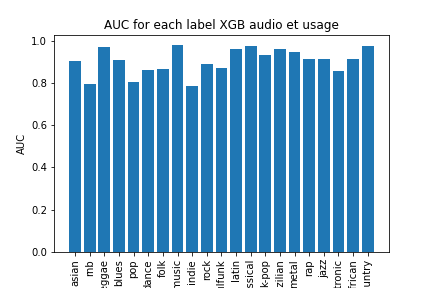 AUC for each label XGB audio et usage
1.0
0.8
0.6
0.4
0.2
0.0
AUC
asian
rnb
eggae
blues
pop
dance
folk
music
indie
rock
lfunk
latin
ssical
k-pop
zilian
metal
rap
jazz
tronic
frican
untry